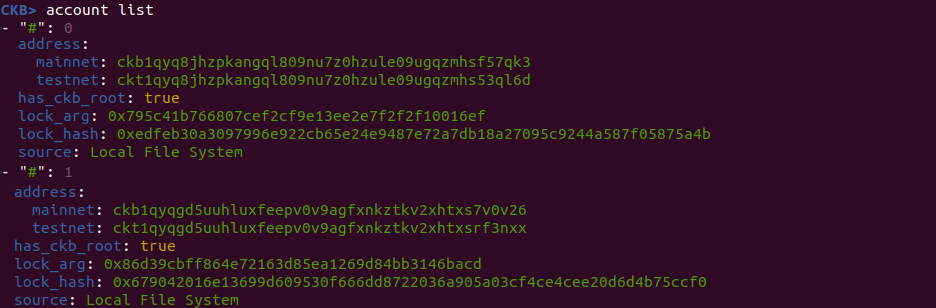 CKB> account list
- "#": 0
address:
mainnet: ckb1qyq8jhzpkangql809nu7z0hzule09ugqzmhsf57qk3
testnet: ckt1qyq8jhzpkangql809nu7z0hzule09ugqzmhs53ql6d
has_ckb_root: true
lock_arg: 0x795c41b766807cef2cf9e13ee2e7f2f2f10016ef
lock_hash: 0xedfeb30a3097996e922cb65e24e9487e72a7db18a27095c9244a587f05875a4b
source: Local File System
- "#": 1
address:
mainnet: ckb1qyqgd5uuhluxfeepv0v9agfxnkztkv2xhtxs7v0v26
testnet: ckt1qyqgd5uuhluxfeepv0v9agfxnkztkv2xhtxsrf3nxx
has_ckb_root: true
lock_arg: 0x86d39cbff864e72163d85ea1269d84bb3146bacd
lock_hash: 0x679042016e13699d609530f666dd8722036a905a03cf4ce4cee20d6d4b75ccf0
source: Local File System